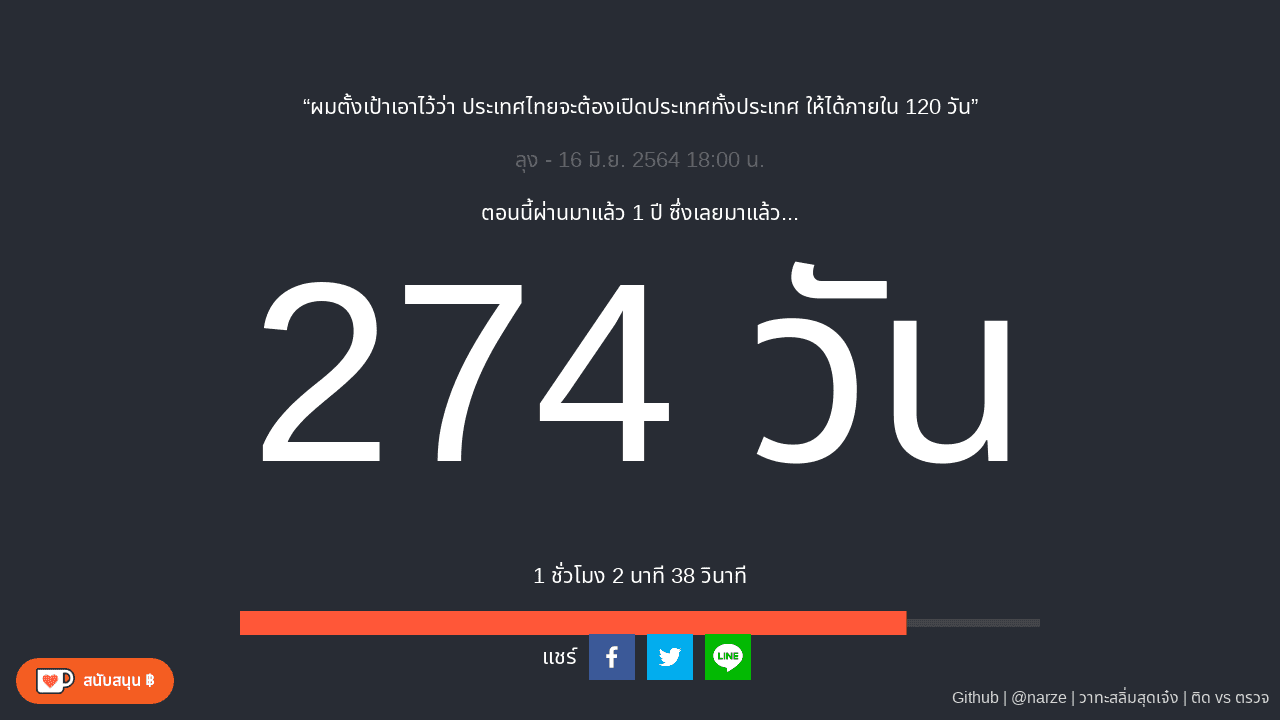 “ผมตั้งเป้าเอาไว้ว่า ประเทศไทยจะต้องเปิดประเทศทั้งประเทศ ให้ได้ภายใน 120 วัน”
ลุง - 16 มิ.ย. 2564 18:00 น.
ตอนนี้ผ่านมาแล้ว 1 ปี ซึ่งเลยมาแล้ว...
274 วัน
1 ชั่วโมง 2 นาที 38 วินาที
แชร์
LINE
สนับสนุน ฿
Github | @narze | วาทะสลิ่มสุดเจ๋ง | ติด vs ตรวจ